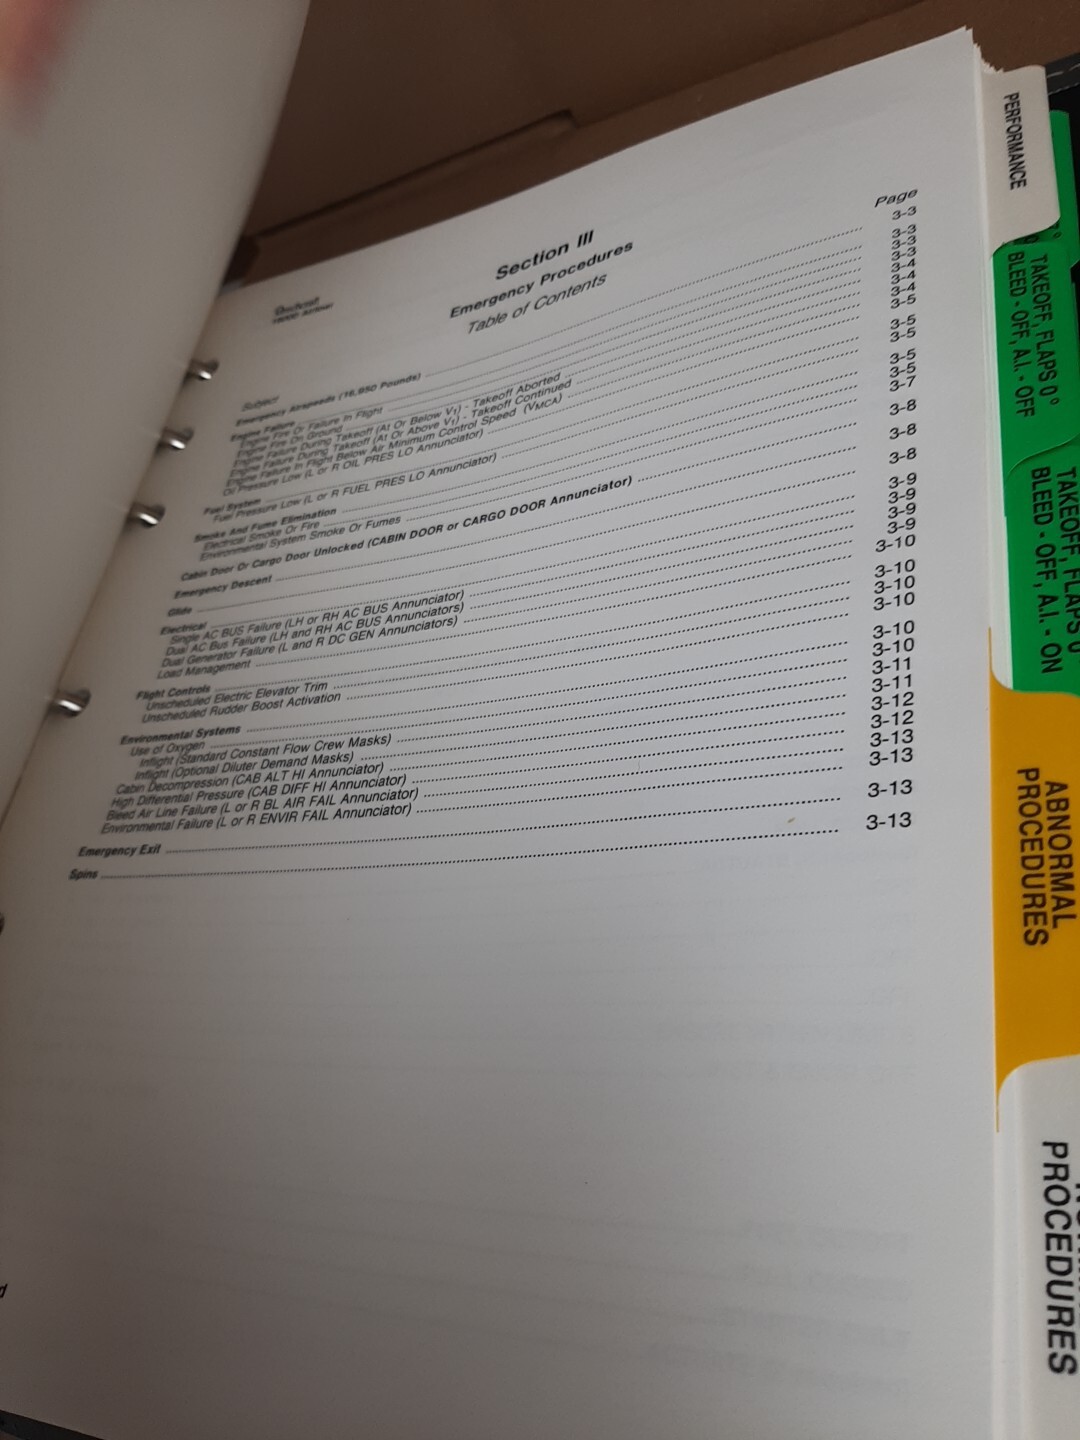 Beechcraft
1900D Airliner
Section III
Emergency Procedures
Table of Contents
Subject
Page
Emergency Airspeeds (16,950 Pounds) 3-3
Engine Failure 3-3
Engine Fire Or Failure In Flight 3-3
Engine Fire On Ground 3-3
Engine Failure During Takeoff (At Or Below V1) - Takeoff Aborted 3-4
Engine Failure During Takeoff (At Or Above V1) - Takeoff Continued 3-4
Engine Failure In Flight Below Air Minimum Control Speed (VMCA) 3-4
Oil Pressure Low (L or R OIL PRES LO Annunciator) 3-5
Fuel System 3-5
Fuel Pressure Low (L or R FUEL PRES LO Annunciator) 3-5
Smoke And Fume Elimination 3-5
Electrical Smoke Or Fire 3-5
Environmental System Smoke Or Fumes 3-7
Cabin Door Or Cargo Door Unlocked (CABIN DOOR or CARGO DOOR Annunciator) 3-8
Emergency Descent 3-8
Glide 3-8
Electrical 3-9
Single AC BUS Failure (LH or RH AC BUS Annunciator) 3-9
Dual AC Bus Failure (LH and RH AC BUS Annunciators) 3-9
Dual Generator Failure (L and R DC GEN Annunciators) 3-9
Load Management 3-10
Flight Controls 3-10
Unscheduled Electric Elevator Trim 3-10
Unscheduled Rudder Boost Activation 3-10
Environmental Systems 3-10
Use of Oxygen 3-10
Inflight (Standard Constant Flow Crew Masks) 3-11
Inflight (Optional Diluter Demand Masks) 3-11
Cabin Decompression (CAB ALT HI Annunciator) 3-12
High Differential Pressure (CAB DIFF HI Annunciator) 3-12
Bleed Air Line Failure (L or R BL AIR FAIL Annunciator) 3-13
Environmental Failure (L or R ENVIR FAIL Annunciator) 3-13
Emergency Exit 3-13
Spins 3-13
PERFORMANCE
TAKEOFF, FLAPS 0°
BLEED - OFF, A.I. - OFF
TAKEOFF, FLAPS 0
BLEED - OFF, A.I. - ON
ABNORMAL
PROCEDURES
PROCEDURES